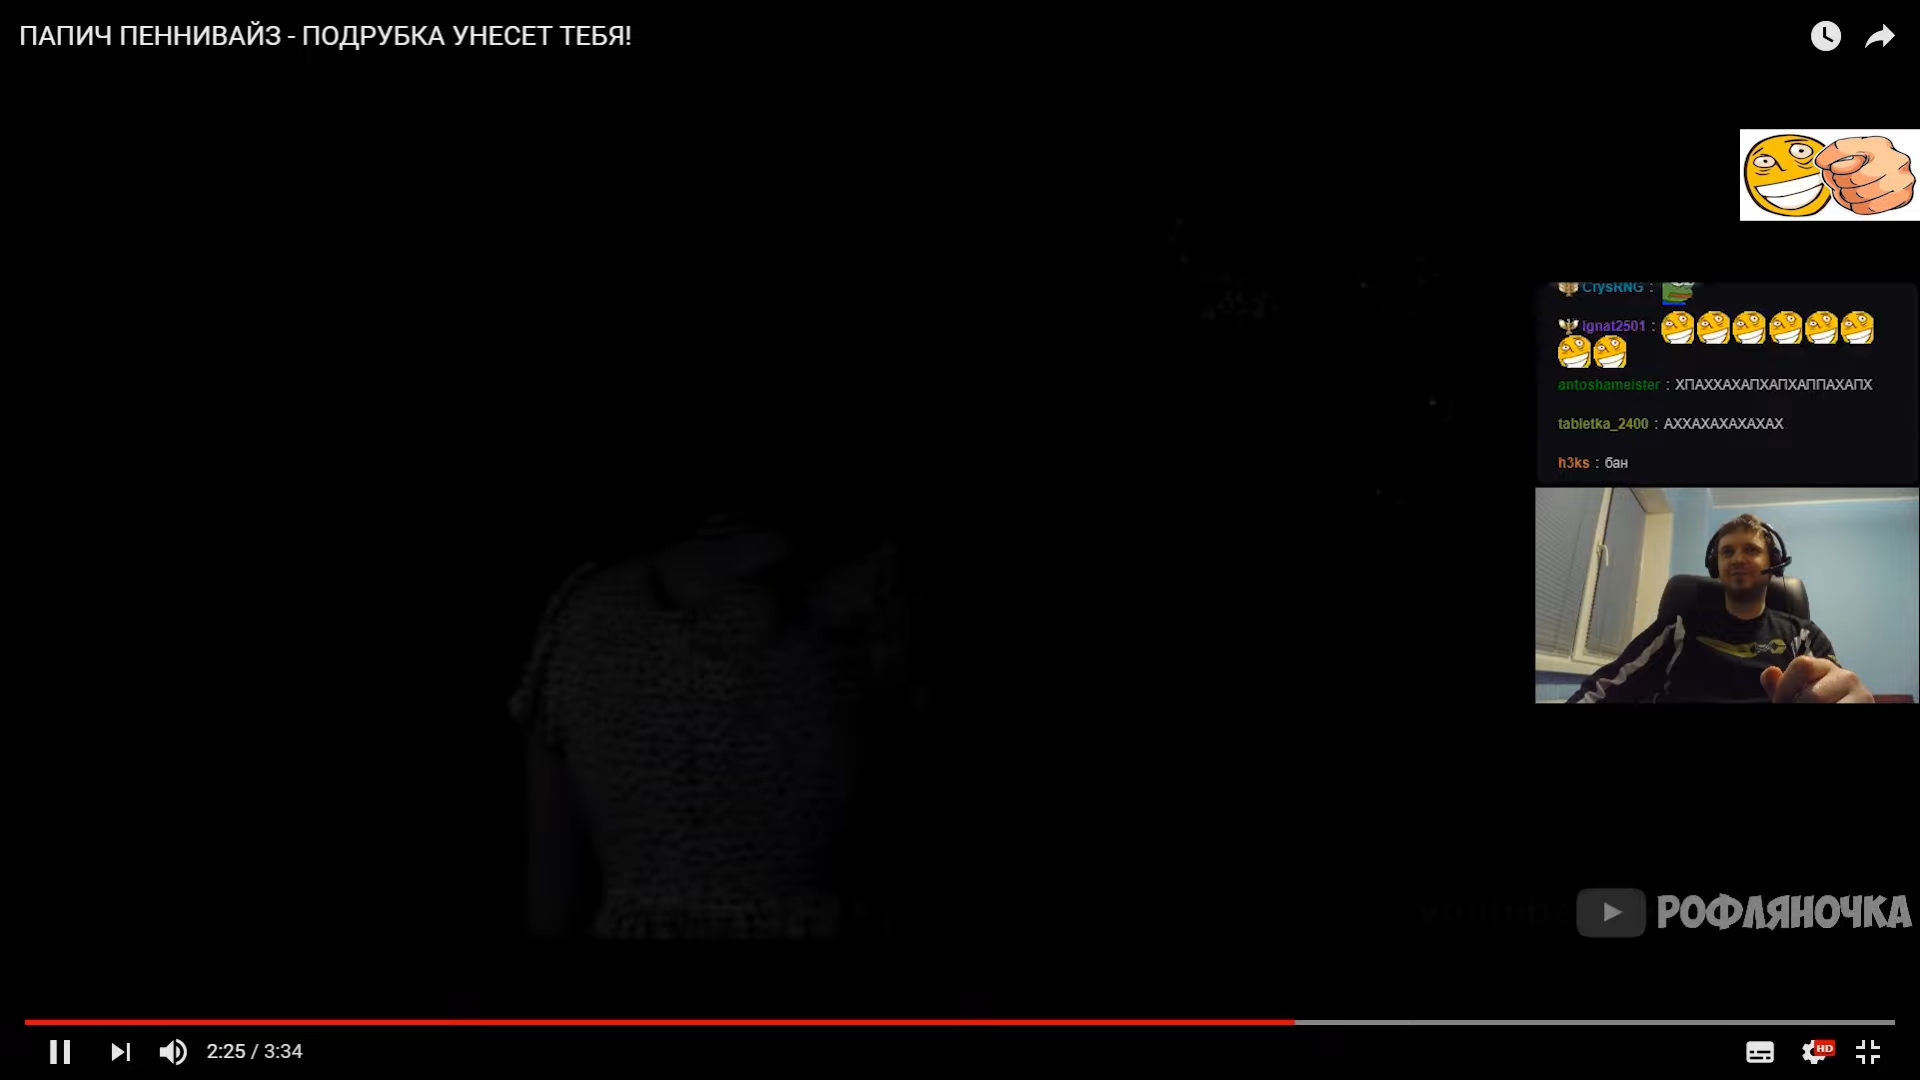 ПАПИЧ ПЕННИВАЙЗ - ПОДРУБКА УНЕСЕТ ТЕБЯ!
CrysRNG :
Ignat2501 :
antoshameister : ХПАХХАХАПХАПХАППАХАПХ
tabletka_2400 : АХХАХАХАХАХАХ
h3ks : бан
РОФЛЯНОЧКА
2:25 / 3:34
HD